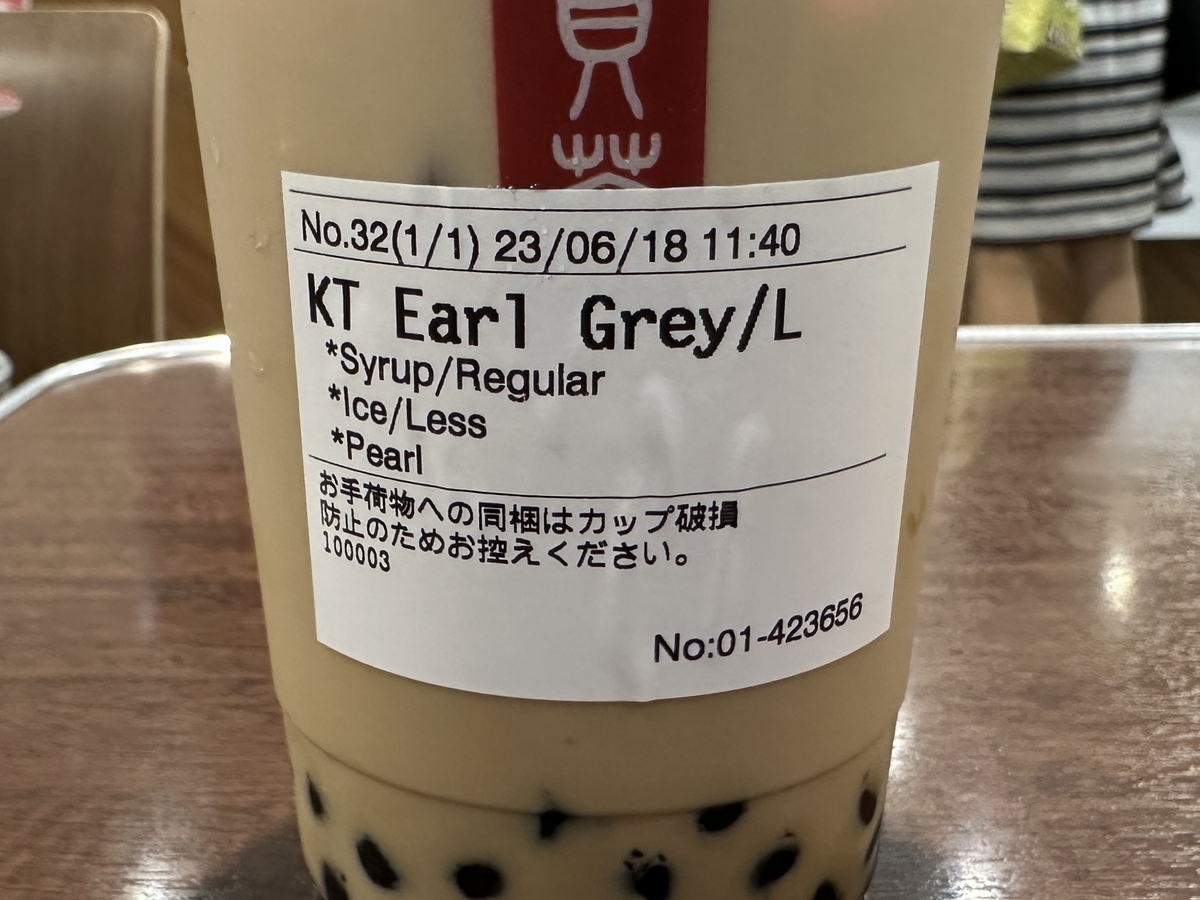 貢
茶
No.32(1/1) 23/06/18 11:40
KT Earl Grey/L
*Syrup/Regular
*Ice/Less
*Pearl
お手荷物への同梱はカップ破損
防止のためお控えください。
100003
No:01-423656